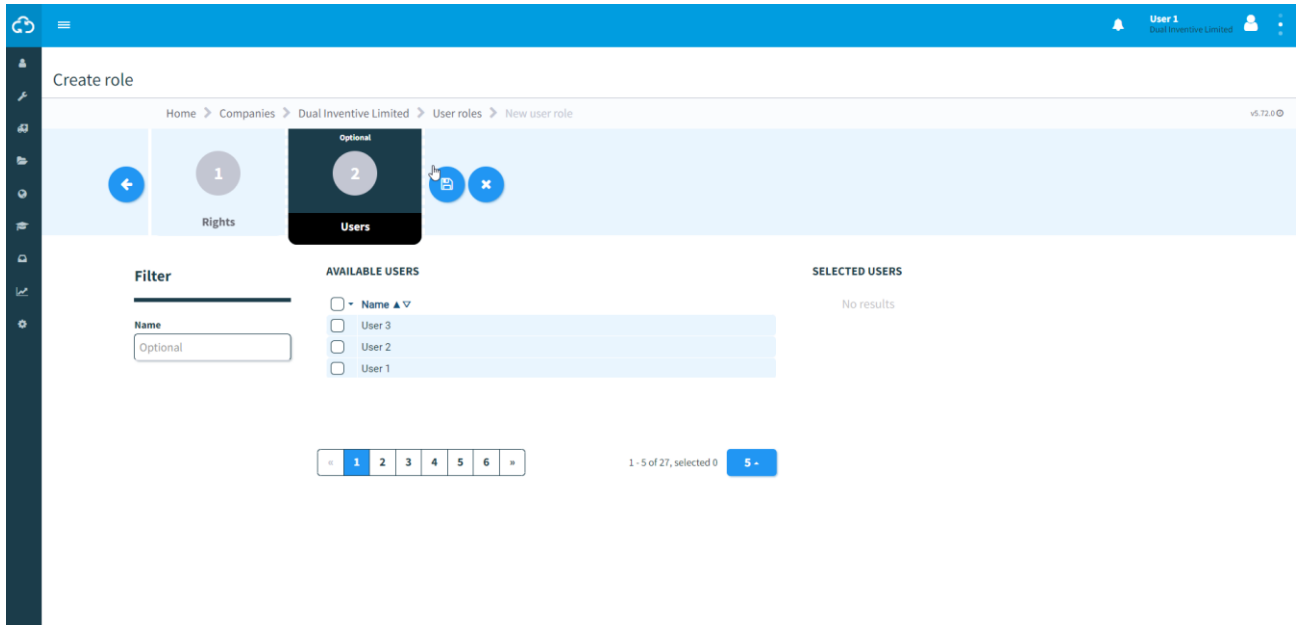 User 1
Dual Inventive Limited
Create role
Home Companies Dual Inventive Limited User roles New user role
v5.72.0
Optional
1
2
Rights
Users
Filter
AVAILABLE USERS
SELECTED USERS
Name ▲ ▽
No results
Name
Optional
User 3
User 2
User 1
« 1 2 3 4 5 6 »
1 - 5 of 27, selected 0
5